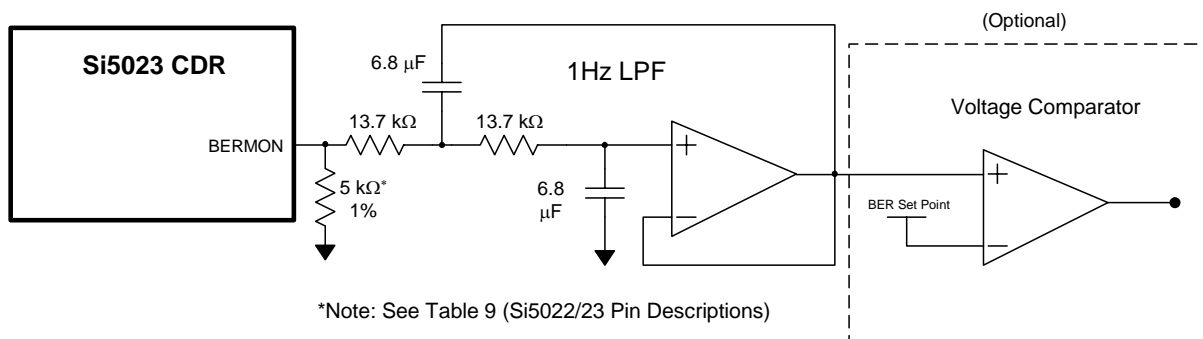 (Optional)
Si5023 CDR
6.8 μF
1Hz LPF
Voltage Comparator
13.7 kΩ
13.7 kΩ
BERMON
+
+
5 kΩ*
1%
6.8
μF
BER Set Point
−
−
*Note: See Table 9 (Si5022/23 Pin Descriptions)